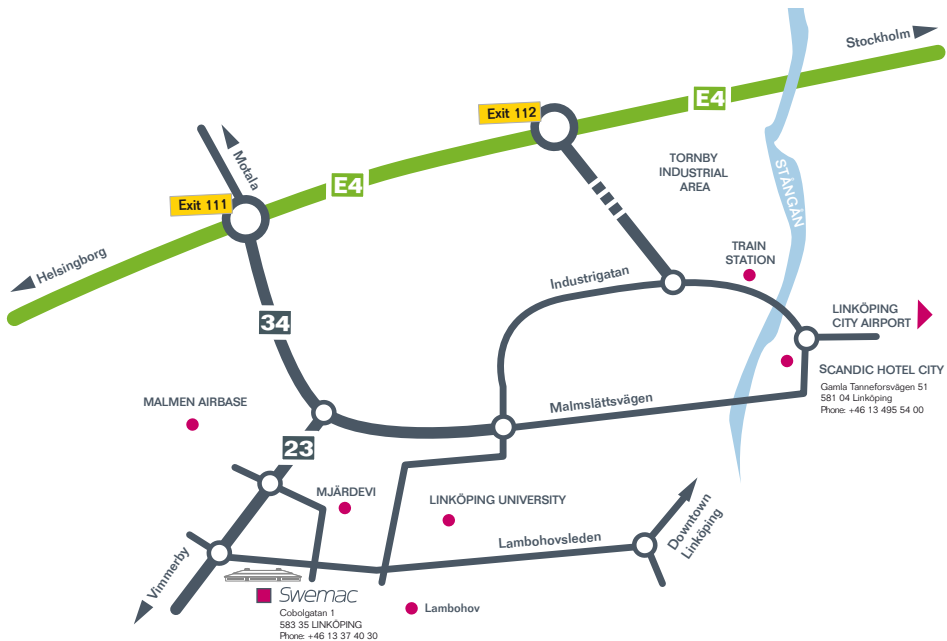 Stockholm
E4
Exit 112
Motala
TORNBY
INDUSTRIAL
AREA
STÅNGÅN
E4
Exit 111
Helsingborg
TRAIN
STATION
Industrigatan
LINKÖPING
CITY AIRPORT
34
SCANDIC HOTEL CITY
Gamla Tanneforsvägen 51
581 04 Linköping
Phone: +46 13 495 54 00
MALMEN AIRBASE
Malmslättsvägen
23
MJÄRDEVI
LINKÖPING UNIVERSITY
Downtown
Linköping
Lambohovsleden
Vimmerby
Swemac
Cobolgatan 1
583 35 LINKÖPING
Phone: +46 13 37 40 30
Lambohov